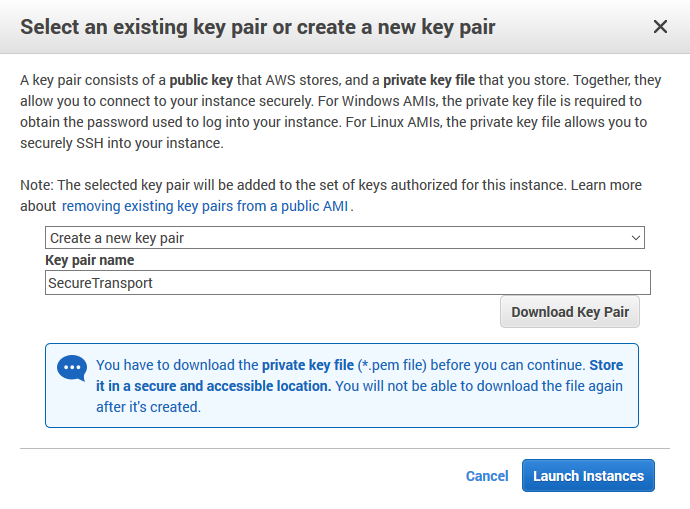 Select an existing key pair or create a new key pair
A key pair consists of a public key that AWS stores, and a private key file that you store. Together, they
allow you to connect to your instance securely. For Windows AMIs, the private key file is required to
obtain the password used to log into your instance. For Linux AMIs, the private key file allows you to
securely SSH into your instance.
Note: The selected key pair will be added to the set of keys authorized for this instance. Learn more
about removing existing key pairs from a public AMI.
Create a new key pair
Key pair name
SecureTransport
Download Key Pair
You have to download the private key file (*.pem file) before you can continue. Store
it in a secure and accessible location. You will not be able to download the file again
after it's created.
Cancel Launch Instances